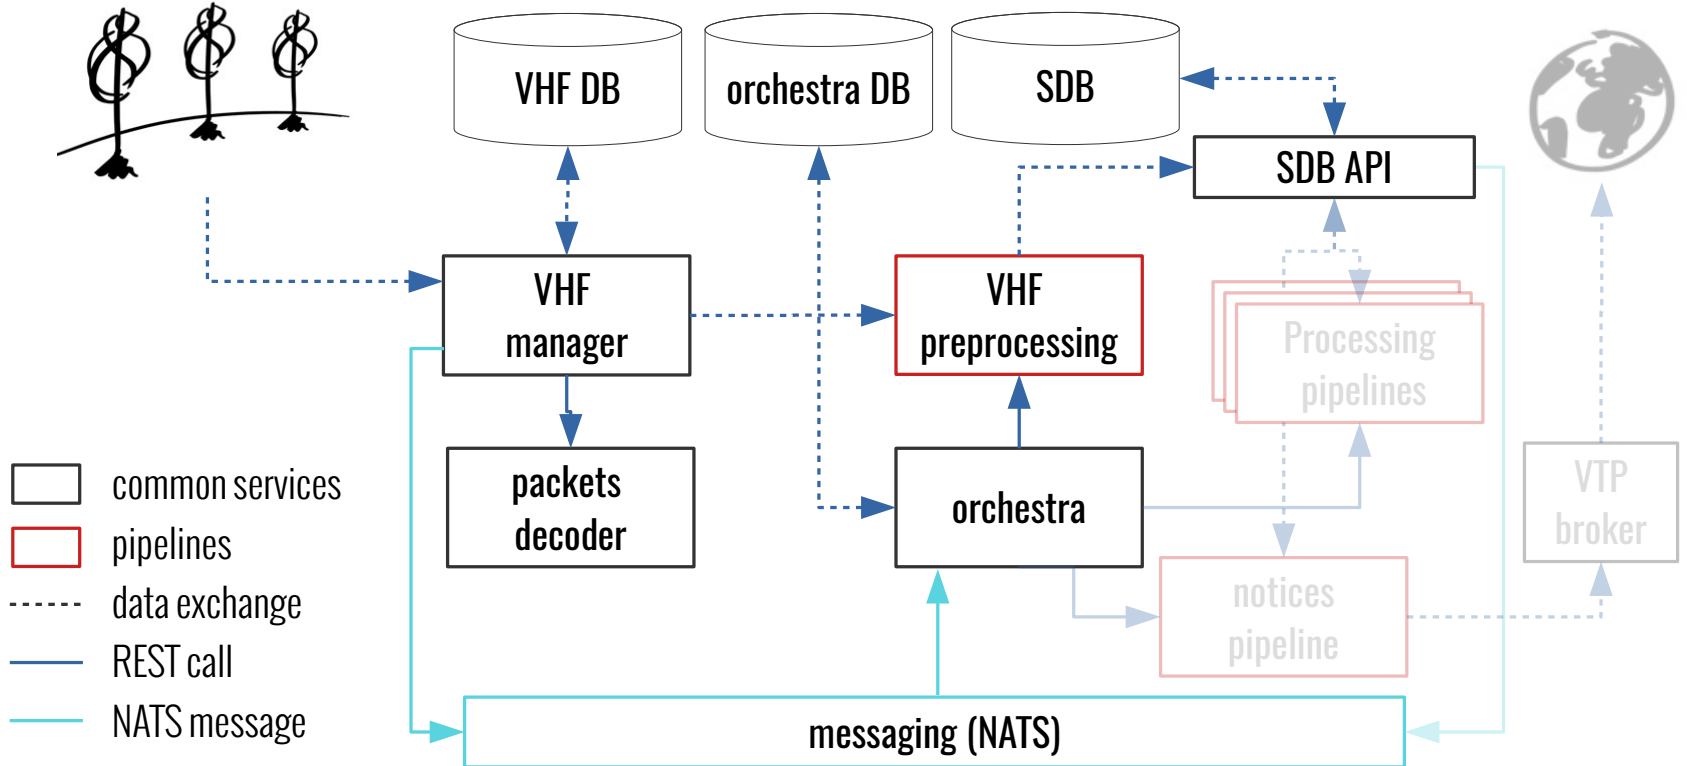 VHF DB
orchestra DB
SDB
SDB API
VHF
manager
VHF
preprocessing
Processing
pipelines
packets
decoder
orchestra
VTP
broker
notices
pipeline
common services
pipelines
data exchange
REST call
NATS message
messaging (NATS)